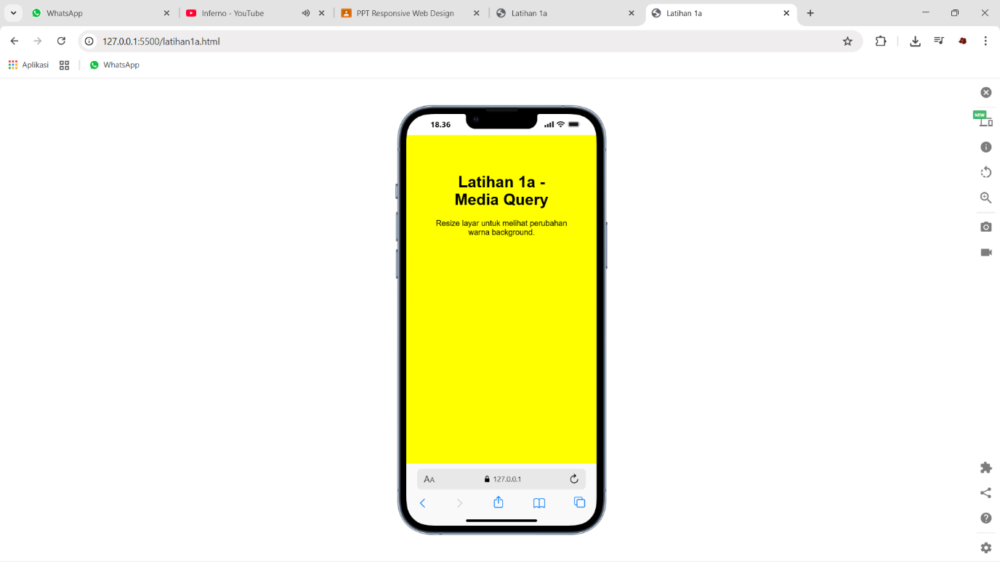 WhatsApp
Inferno - YouTube
PPT Responsive Web Design
Latihan 1a
Latihan 1a
127.0.0.1:5500/latihan1a.html
Aplikasi
WhatsApp
NEW
18.36
Latihan 1a -
Media Query
Resize layar untuk melihat perubahan
warna background.
AA
127.0.0.1